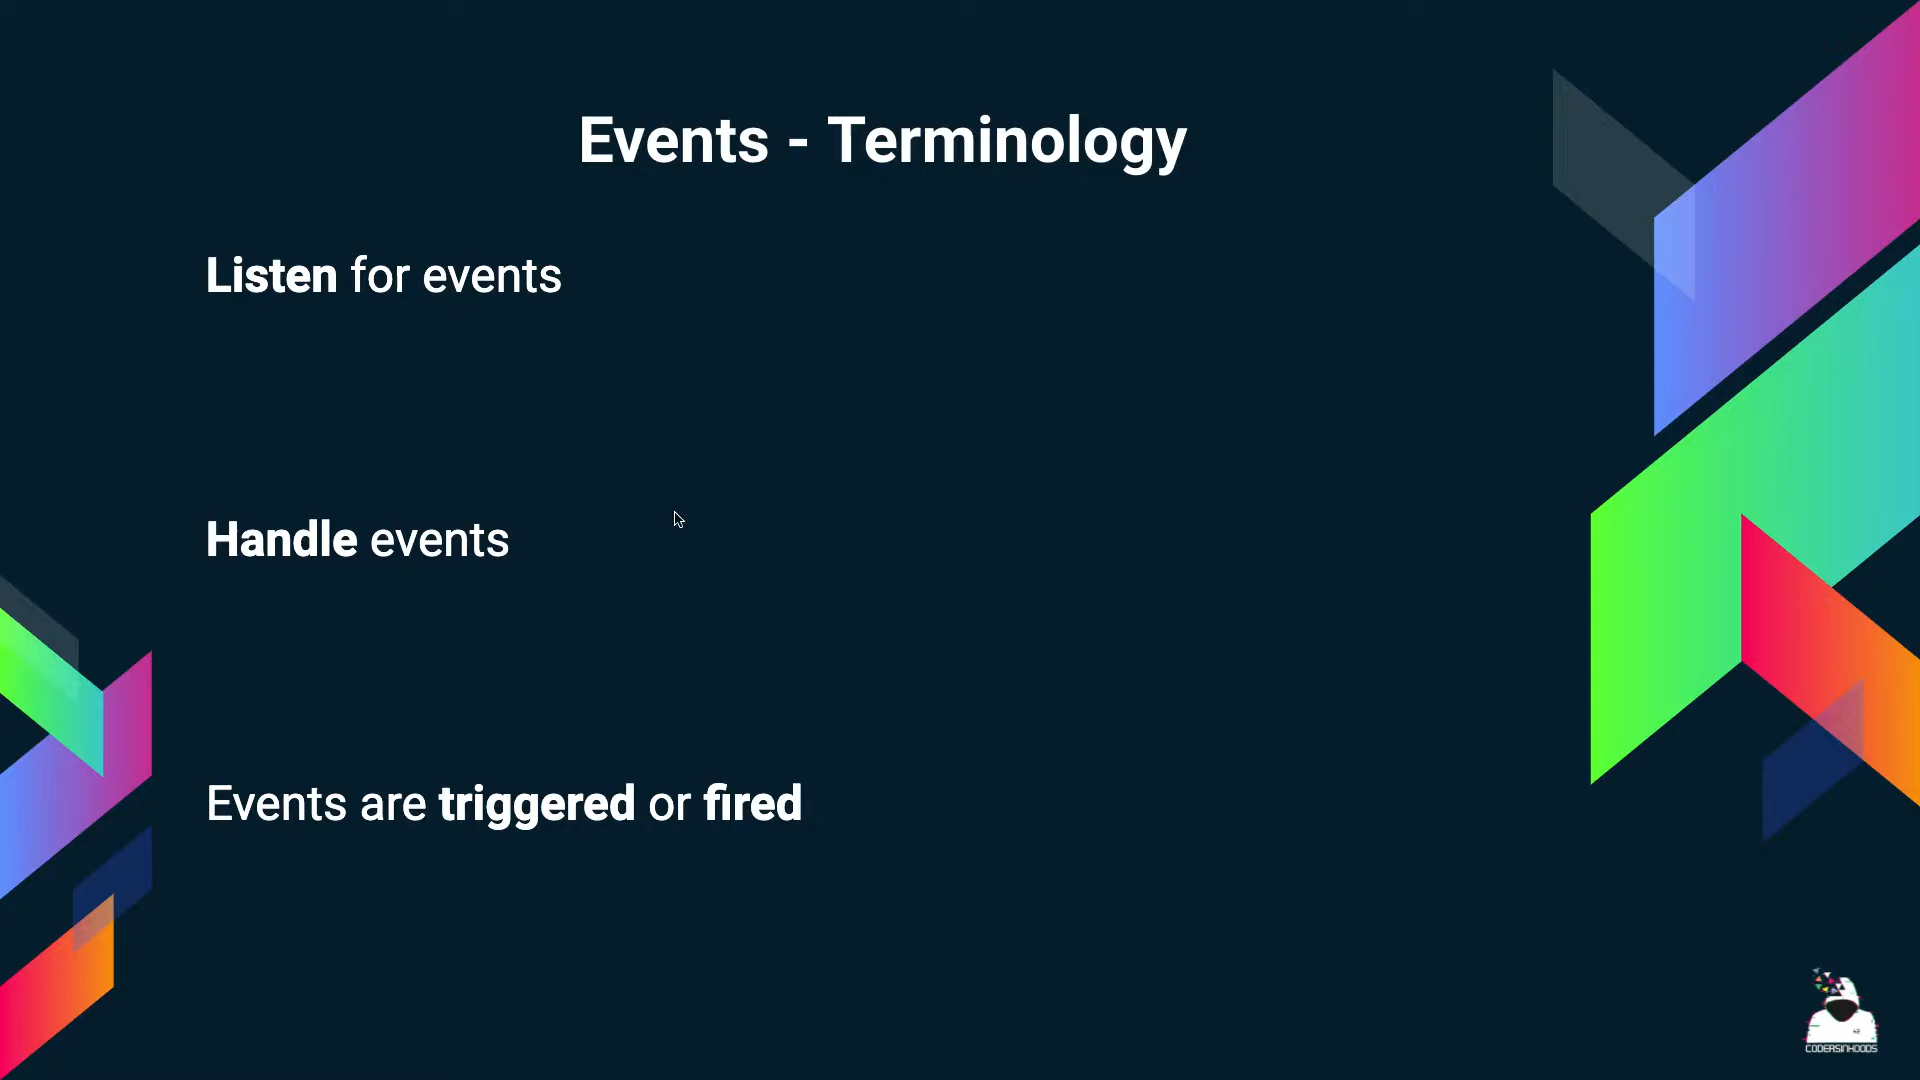 Events - Terminology
Listen for events
Handle events
Events are triggered or fired
CODERSINHOODS